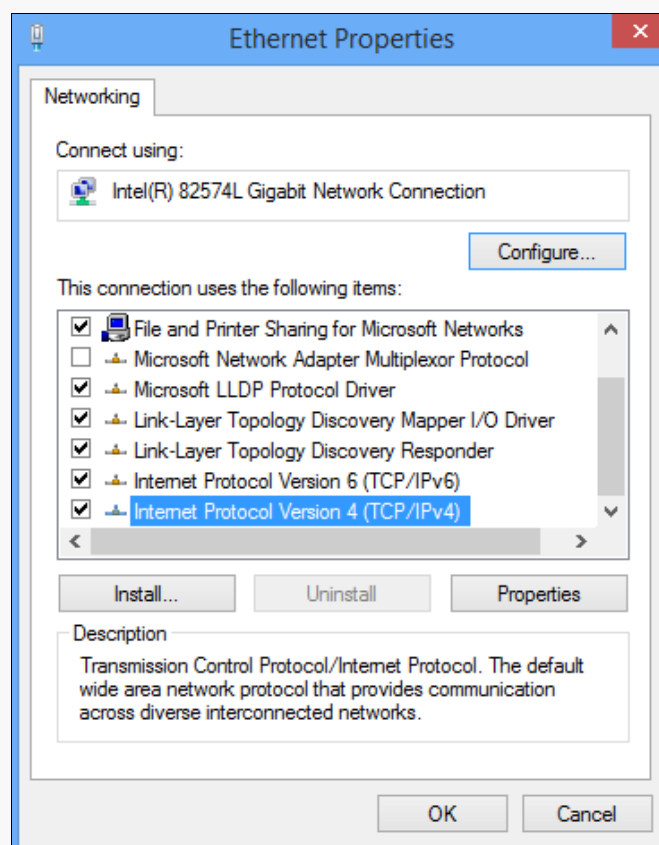 Ethernet Properties
Networking
Connect using:
Intel(R) 82574L Gigabit Network Connection
Configure...
This connection uses the following items:
File and Printer Sharing for Microsoft Networks
Microsoft Network Adapter Multiplexor Protocol
Microsoft LLDP Protocol Driver
Link-Layer Topology Discovery Mapper I/O Driver
Link-Layer Topology Discovery Responder
Internet Protocol Version 6 (TCP/IPv6)
Internet Protocol Version 4 (TCP/IPv4)
Install...
Uninstall
Properties
Description
Transmission Control Protocol/Internet Protocol. The default
wide area network protocol that provides communication
across diverse interconnected networks.
OK
Cancel